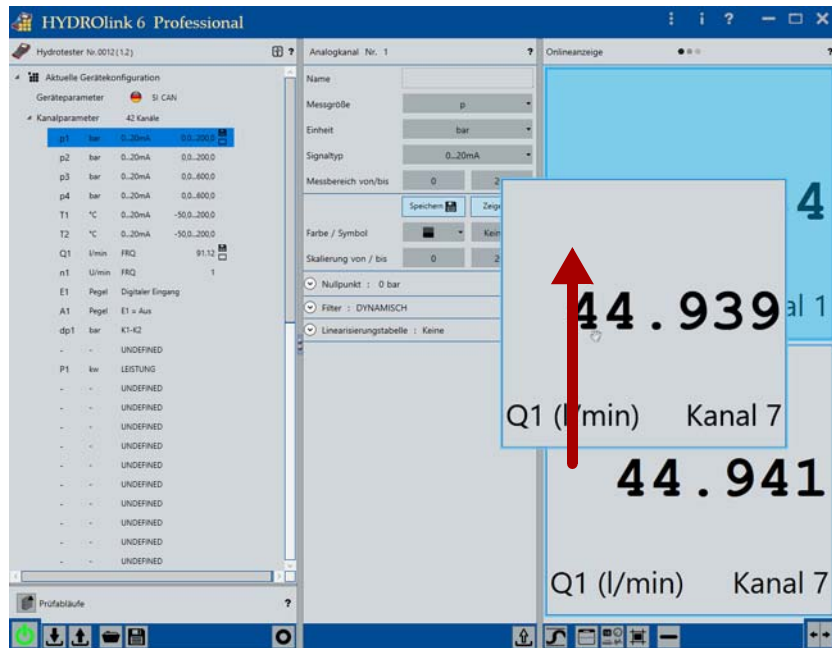 HYDROlink 6 Professional
i ?
Hydrotester Nr.0012 (1.2) ?
Aktuelle Gerätekonfiguration
Geräteparameter SI CAN
Kanalparameter 42 Kanäle
p1 bar 0..20mA 0,0..200,0
p2 bar 0..20mA 0,0..200,0
p3 bar 0..20mA 0,0..600,0
p4 bar 0..20mA 0,0..600,0
T1 °C 0..20mA -50,0..200,0
T2 °C 0..20mA -50,0..200,0
Q1 l/min FRQ 91.12
n1 U/min FRQ 1
E1 Pegel Digitaler Eingang
A1 Pegel E1 = Aus
dp1 bar K1-K2
- - UNDEFINED
P1 kw LEISTUNG
- - UNDEFINED
- - UNDEFINED
- - UNDEFINED
- - UNDEFINED
- - UNDEFINED
- - UNDEFINED
- - UNDEFINED
- - UNDEFINED
- - UNDEFINED
- - UNDEFINED
Prüfabläufe ?
Analogkanal Nr. 1 ?
Name
Messgröße p
Einheit bar
Signaltyp 0..20mA
Messbereich von/bis 0 2
Speichern
Farbe / Symbol
Skalierung von / bis 0 2
Nullpunkt : 0 bar
Filter : DYNAMISCH
Linearisierungstabelle : Keine
Onlineanzeige ?
4
al 1
44.939
Q1 (l/min) Kanal 7
44.941
Q1 (l/min) Kanal 7